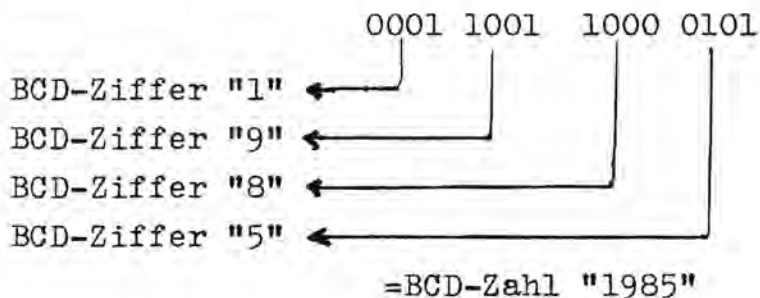 0001 1001 1000 0101
BCD-Ziffer "1"
BCD-Ziffer "9"
BCD-Ziffer "8"
BCD-Ziffer "5"
=BCD-Zahl "1985"